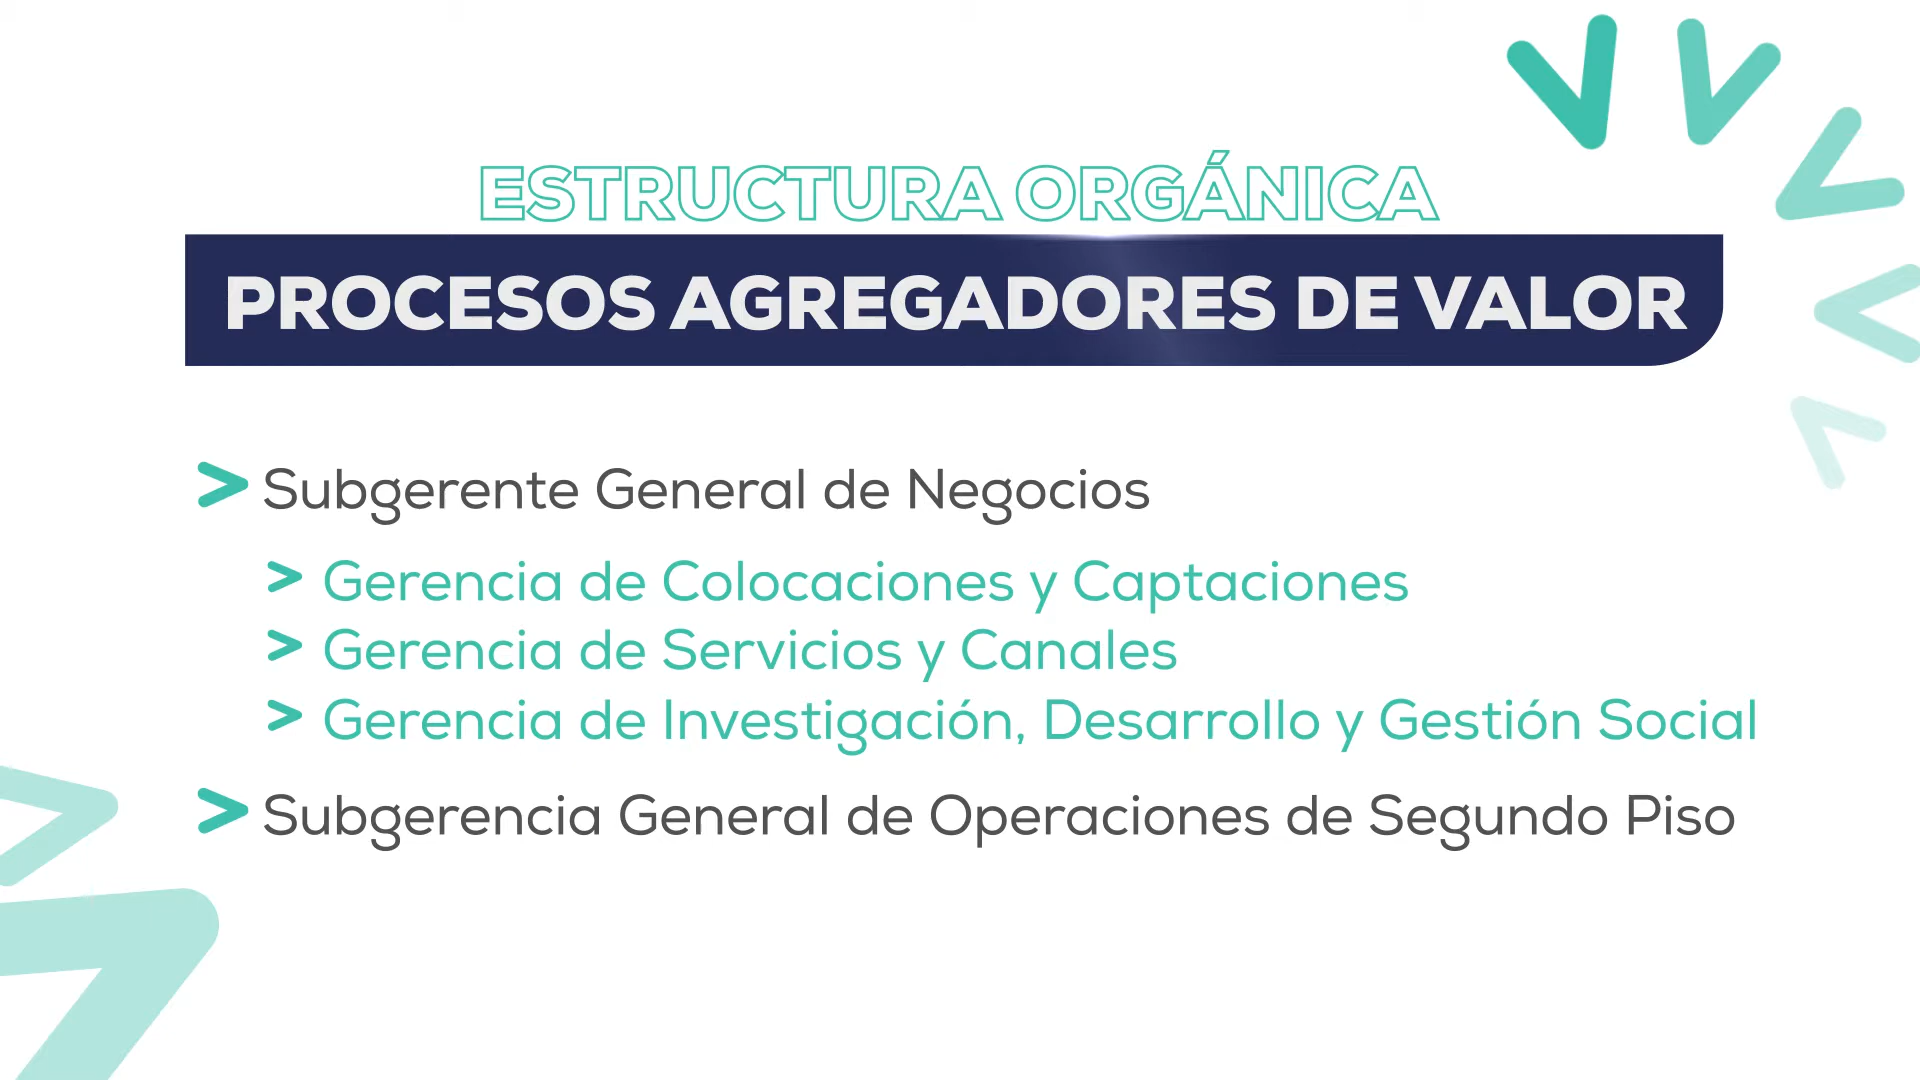 ESTRUCTURA ORGÁNICA
PROCESOS AGREGADORES DE VALOR
Subgerente General de Negocios
Gerencia de Colocaciones y Captaciones
Gerencia de Servicios y Canales
Gerencia de Investigación, Desarrollo y Gestión Social
Subgerencia General de Operaciones de Segundo Piso